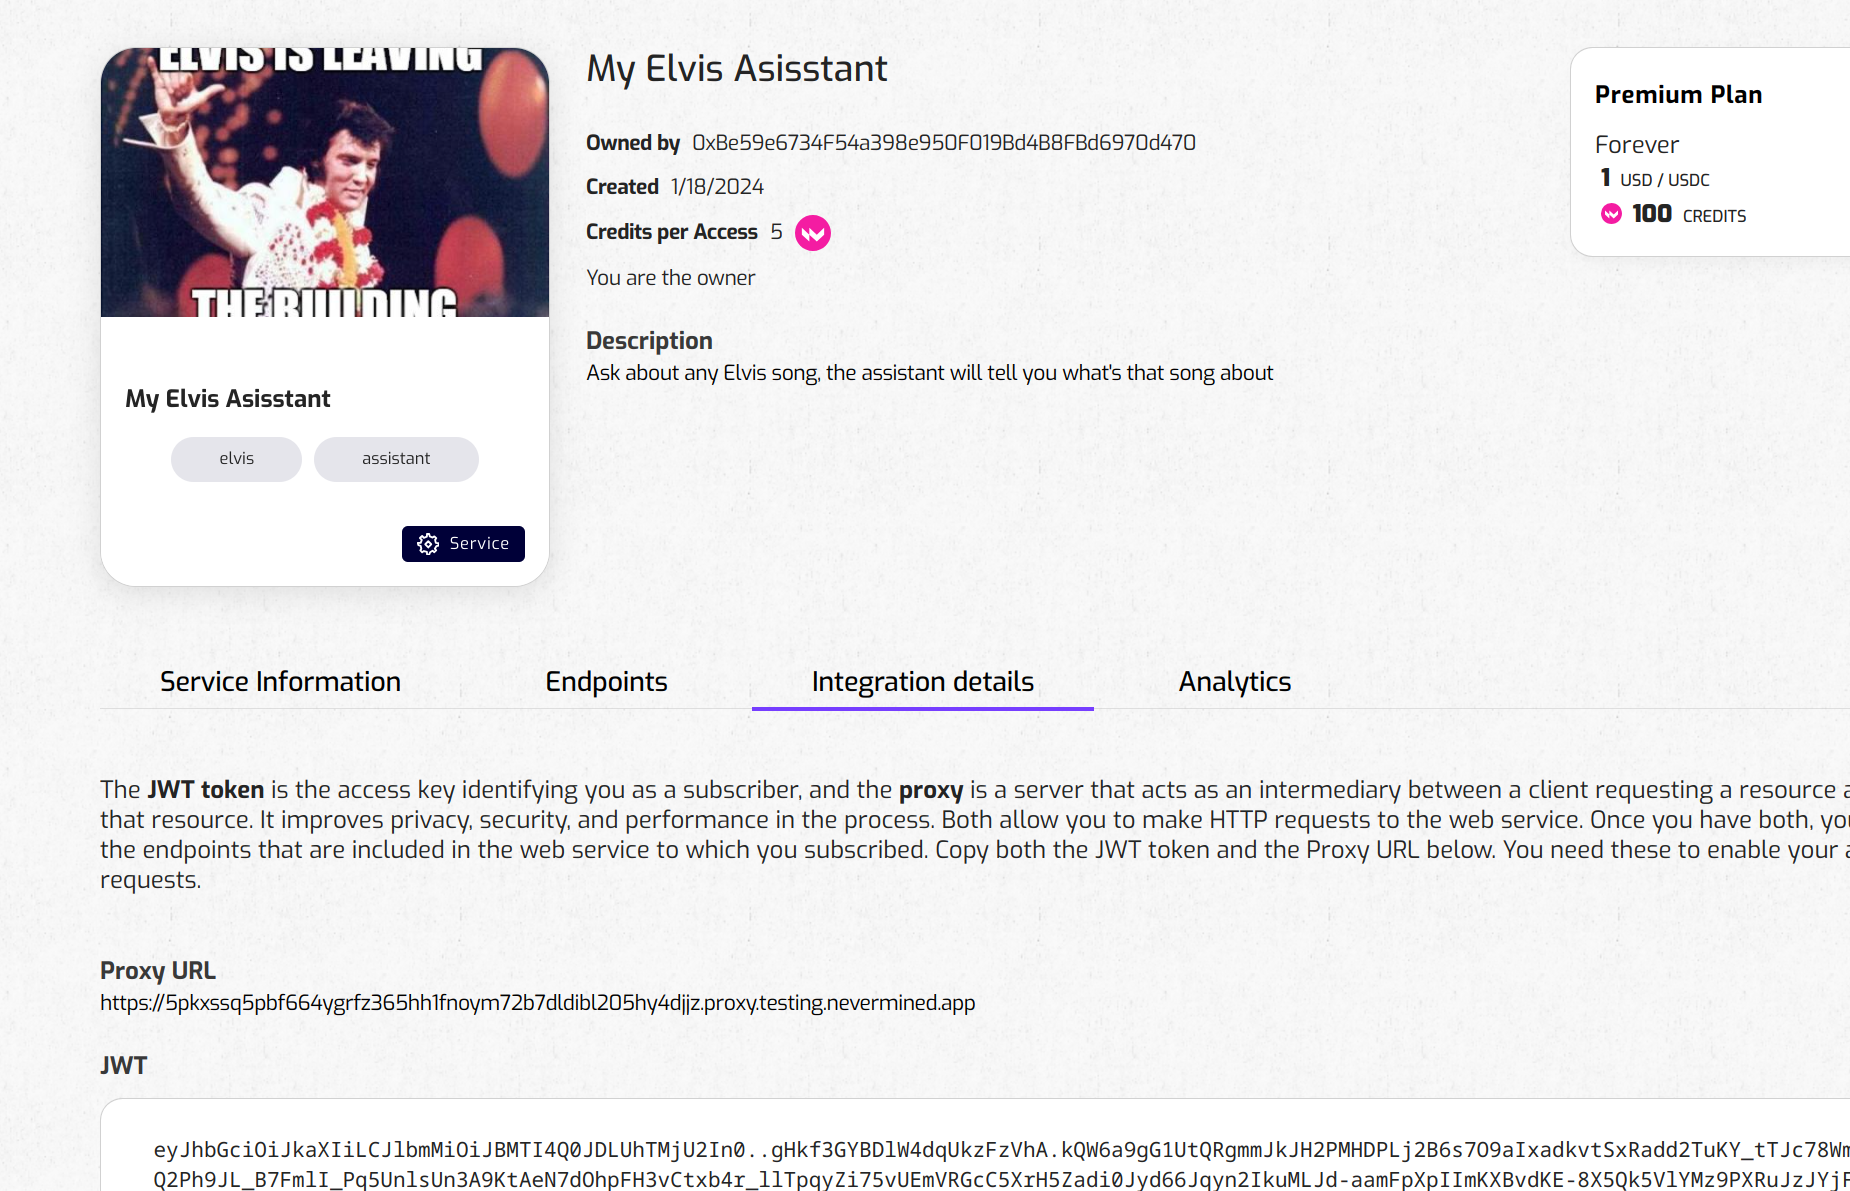 ELVIS IS LEAVING
THE BUILDING
My Elvis Asisstant
elvis
assistant
Service
My Elvis Asisstant
Owned by 0xBe59e6734F54a398e950F019Bd4B8FBd6970d470
Created 1/18/2024
Credits per Access 5
You are the owner
Description
Ask about any Elvis song, the assistant will tell you what's that song about
Premium Plan
Forever
1 USD / USDC
100 CREDITS
Service Information
Endpoints
Integration details
Analytics
The JWT token is the access key identifying you as a subscriber, and the proxy is a server that acts as an intermediary between a client requesting a resource
that resource. It improves privacy, security, and performance in the process. Both allow you to make HTTP requests to the web service. Once you have both,
the endpoints that are included in the web service to which you subscribed. Copy both the JWT token and the Proxy URL below. You need these to enable your
requests.
Proxy URL
https://5pkxssq5pbf664ygrfz365hh1fnoym72b7dldibl205hy4djjz.proxy.testing.nevermined.app
JWT
eyJhbGciOiJkaXIiLCJlbmMiOiJBMTI4Q0JDLUhTMjU2In0..gHkf3GYBDlW4dqUkzFzVhA.kQW6a9gG1UtQRgmmJkJH2PMHDPLj2B6s7O9aIxadkvtSxRadd2TuKY_tTJc78Wm
Q2Ph9JL_B7FmlI_Pq5UnlsUn3A9KtAeN7dOhpFH3vCtxb4r_llTpqyZi75vUEmVRGcC5XrH5Zadi0Jyd66Jqyn2IkuMLJd-aamFpXpIImKXBvdKE-8X5Qk5VlYMz9PXRuJzJYjF